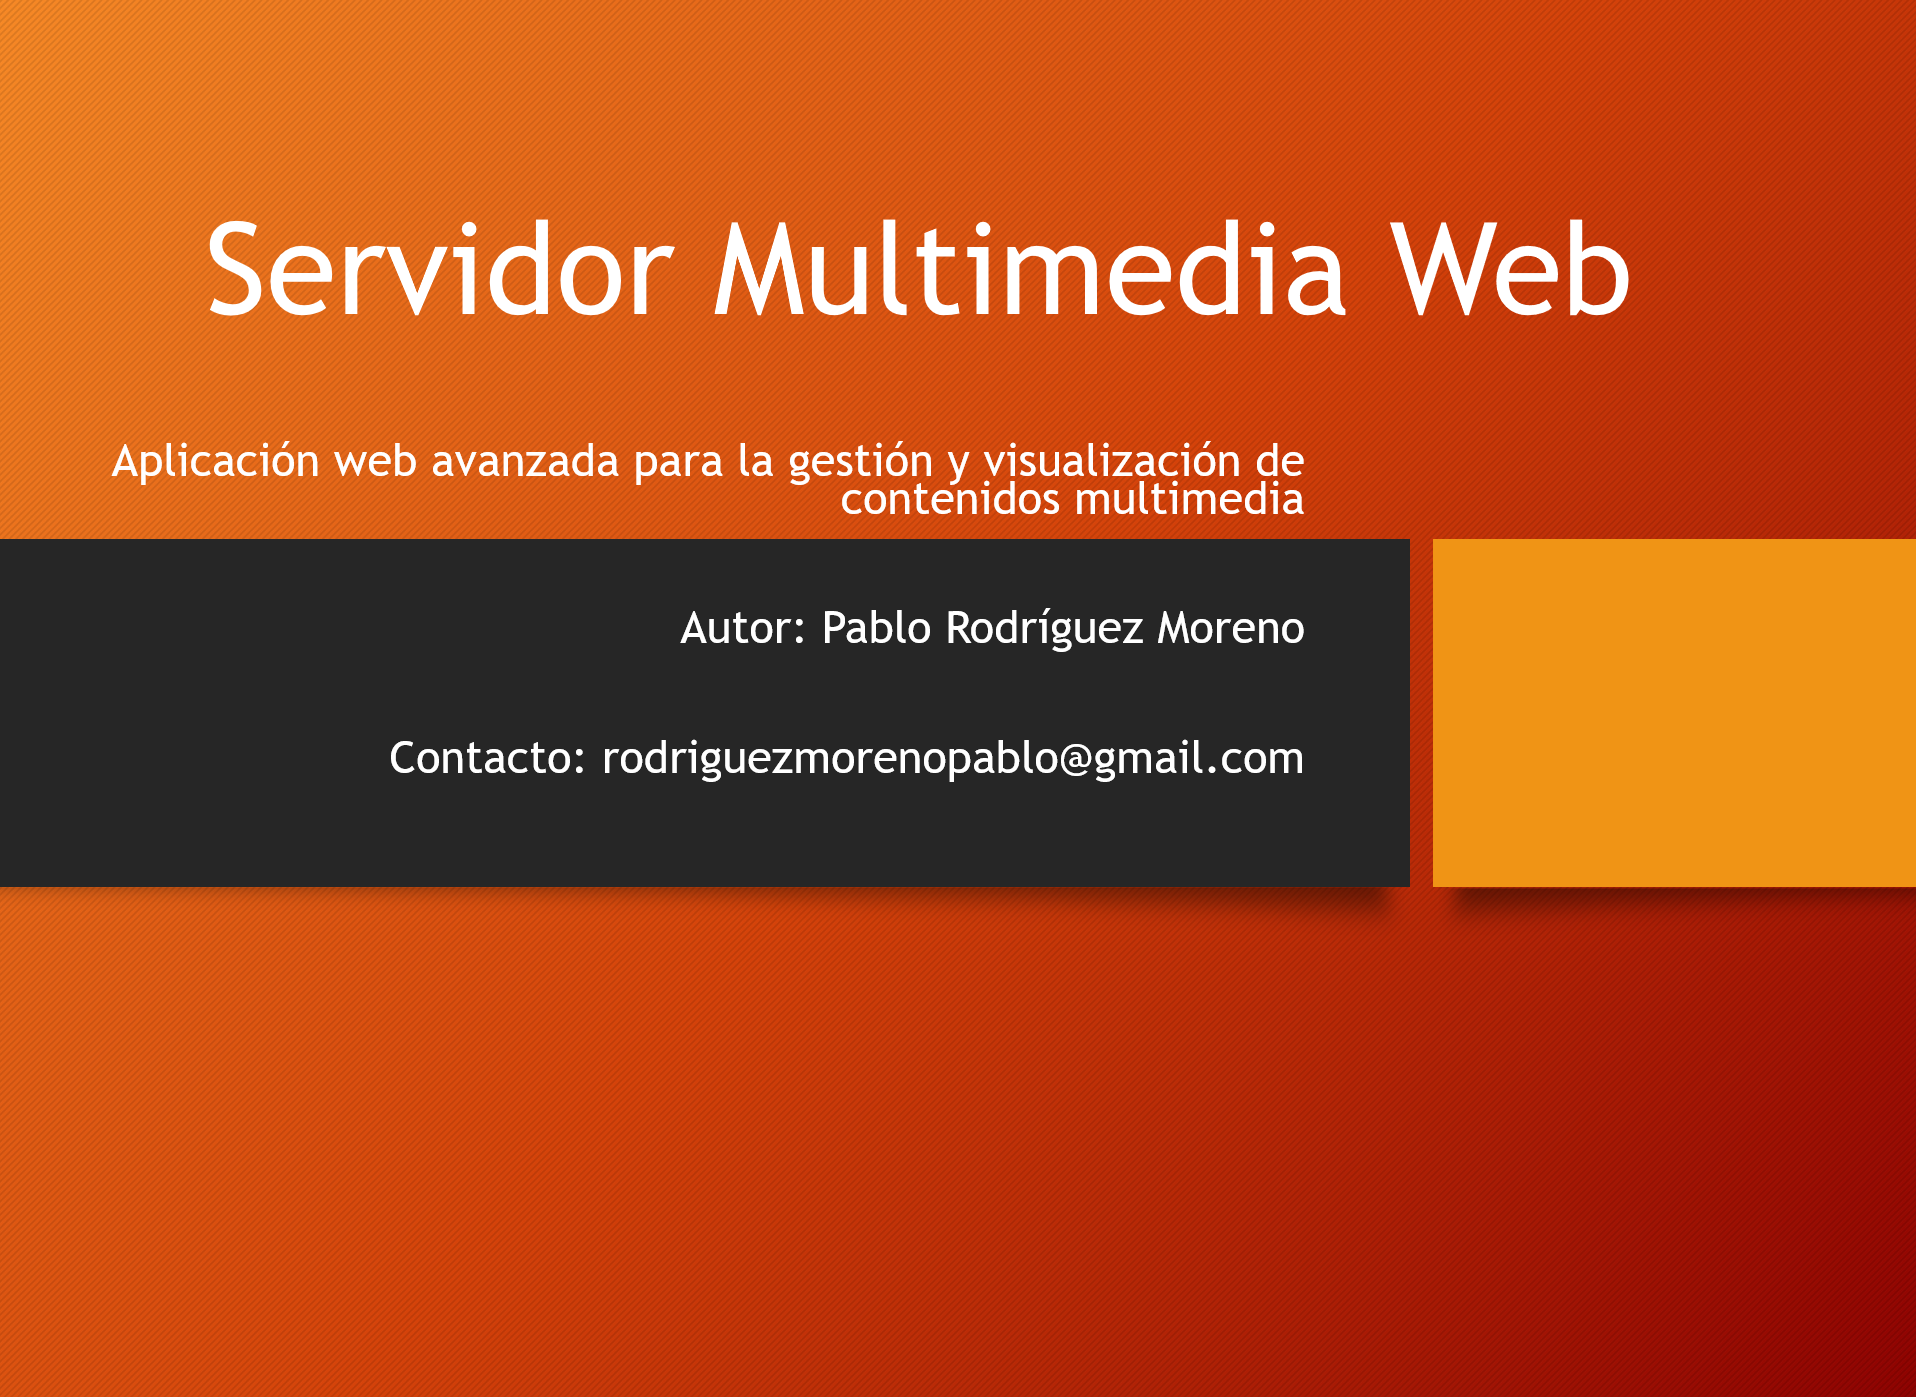 Servidor Multimedia Web
Aplicación web avanzada para la gestión y visualización de
contenidos multimedia
Autor: Pablo Rodríguez Moreno
Contacto: rodriguezmorenopablo@gmail.com